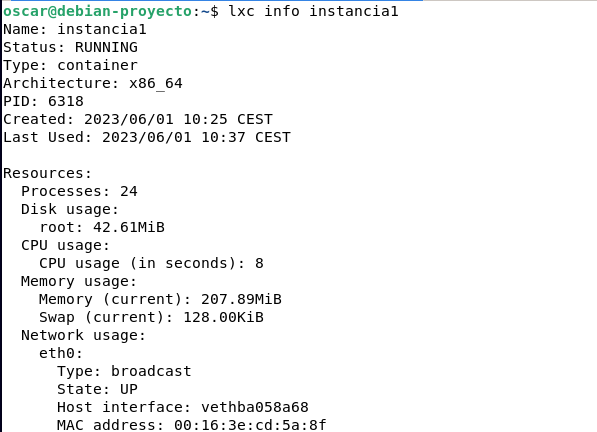 oscar@debian-proyecto:~$ lxc info instancia1
Name: instancia1
Status: RUNNING
Type: container
Architecture: x86_64
PID: 6318
Created: 2023/06/01 10:25 CEST
Last Used: 2023/06/01 10:37 CEST

Resources:
  Processes: 24
  Disk usage:
    root: 42.61MiB
  CPU usage:
    CPU usage (in seconds): 8
  Memory usage:
    Memory (current): 207.89MiB
    Swap (current): 128.00KiB
  Network usage:
    eth0:
      Type: broadcast
      State: UP
      Host interface: vethba058a68
      MAC address: 00:16:3e:cd:5a:8f